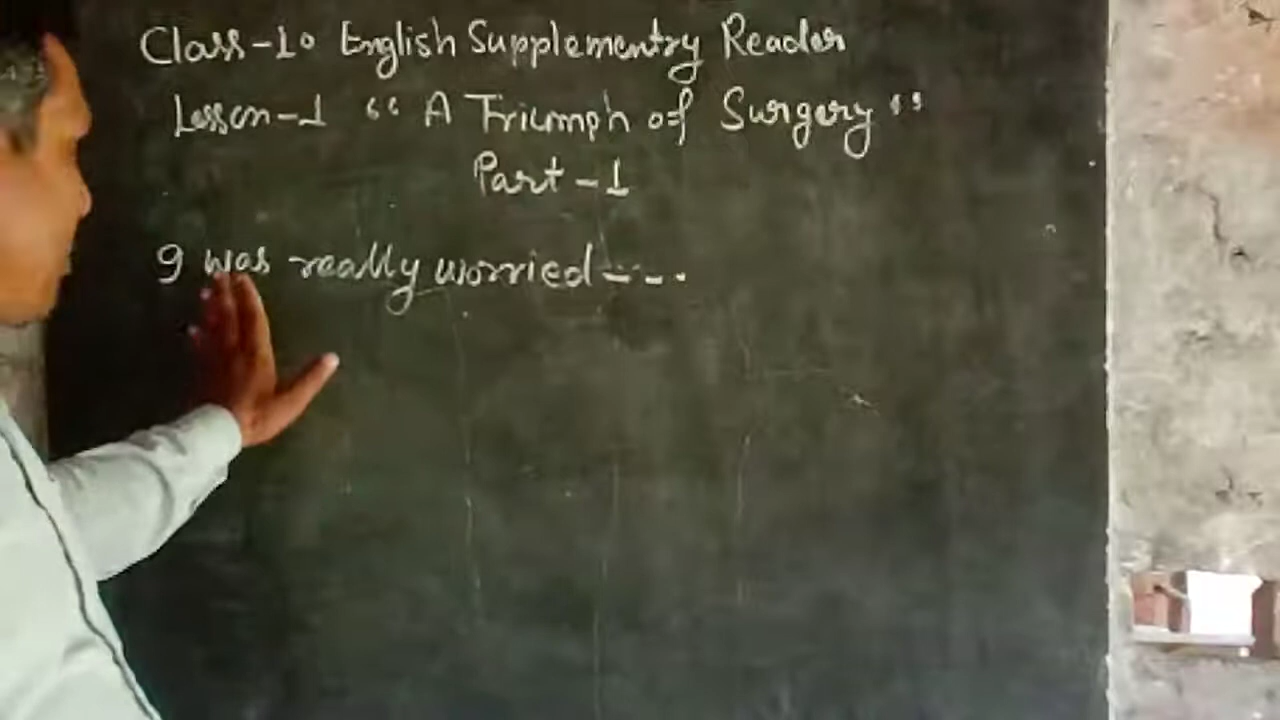 Class-10 English Supplementry Reader
Lesson-1 “A Triumph of Surgery”
Part-1
I was really worried----